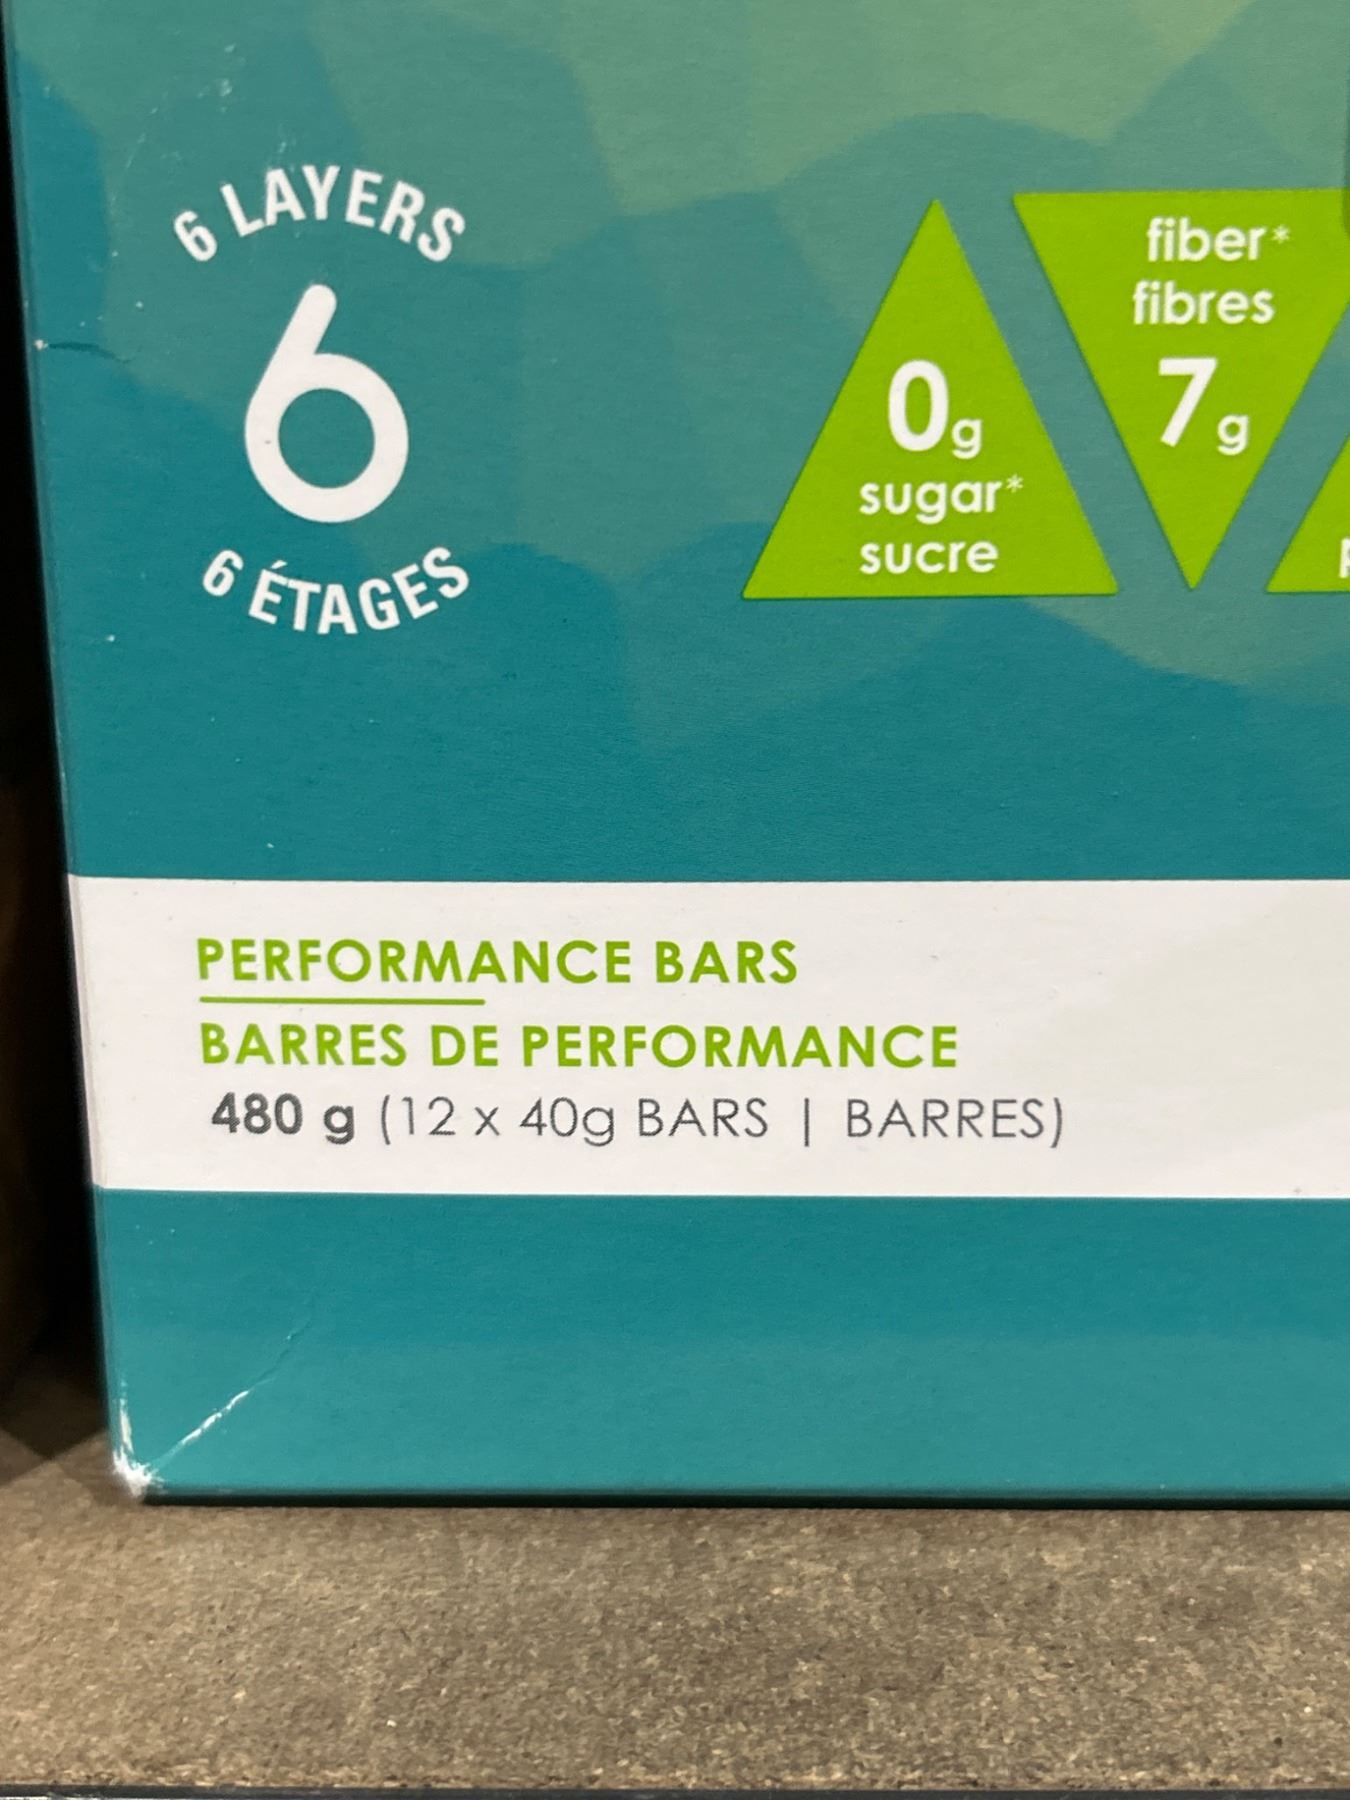 6 LAYERS
6
6 ÉTAGES
0g
sugar*
sucre
fiber*
fibres
7g
PERFORMANCE BARS
BARRES DE PERFORMANCE
480 g (12 x 40g BARS | BARRES)